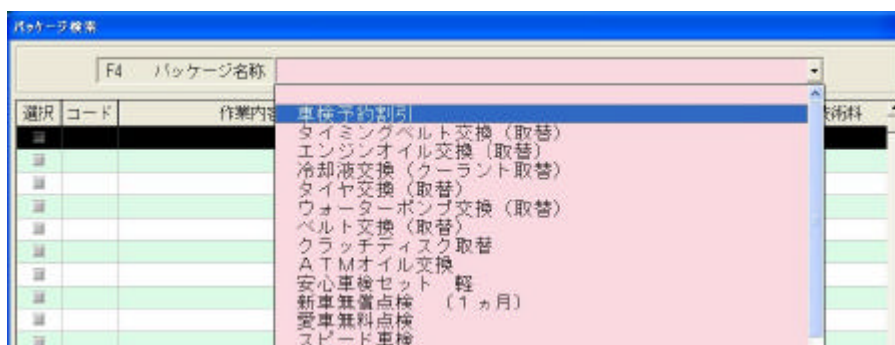 パッケージ検索
F4 パッケージ名称
選択 コード 作業内容 技術料
車検予約割引
タイミングベルト交換（取替）
エンジンオイル交換（取替）
冷却液交換（クーラント取替）
タイヤ交換（取替）
ウォーターポンプ交換（取替）
ベルト交換（取替）
クラッチディスク取替
ＡＴＭオイル交換
安心車検セット　軽
新車無償点検　（１ヵ月）
愛車無料点検
スピード車検